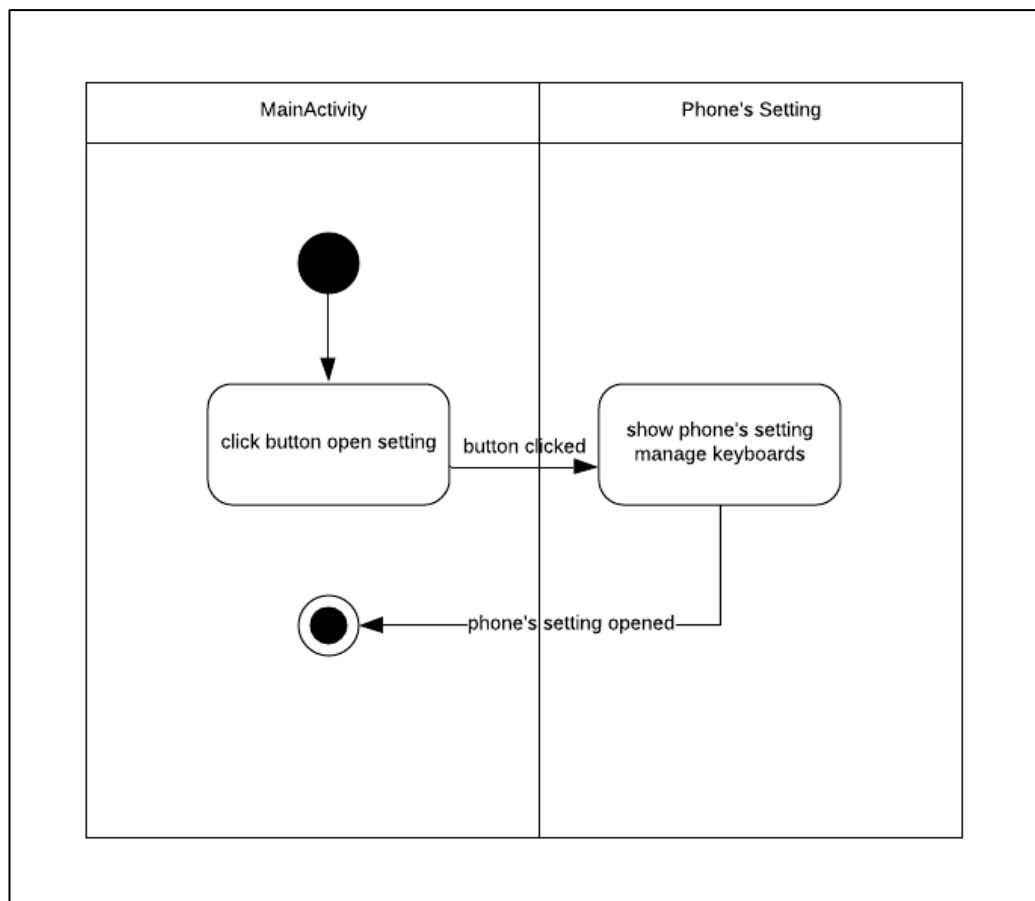 MainActivity
Phone's Setting
click button open setting
button clicked
show phone's setting
manage keyboards
phone's setting opened